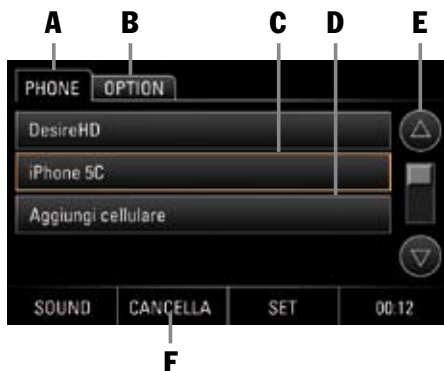 A B C D E
PHONE OPTION
DesireHD
iPhone 5C
Aggiungi cellulare
SOUND CANCELLA SET 00:12
F